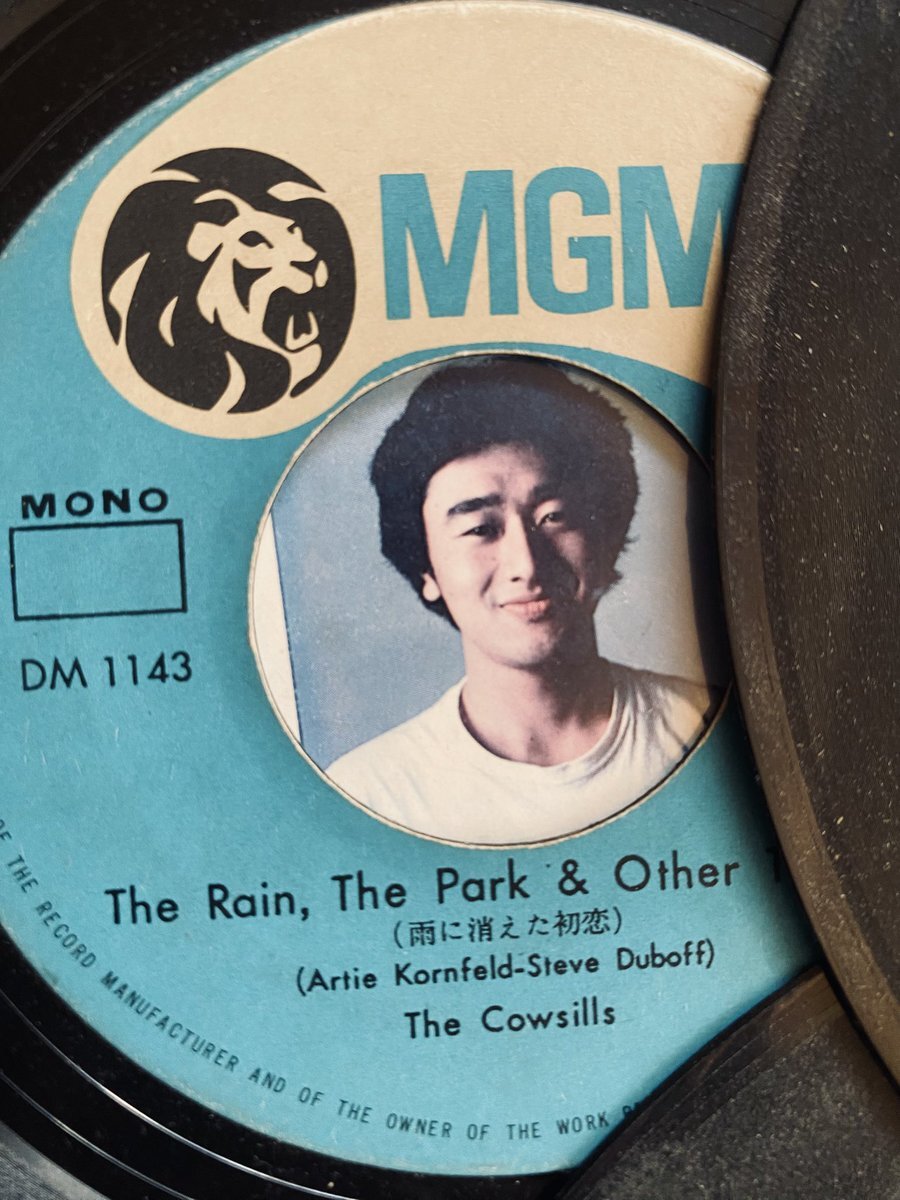 MGM
MONO
DM 1143
The Rain, The Park & Other
(雨に消えた初恋)
(Artie Kornfeld-Steve Duboff)
The Cowsills
OF THE RECORD MANUFACTURER AND OF THE OWNER OF THE WORK